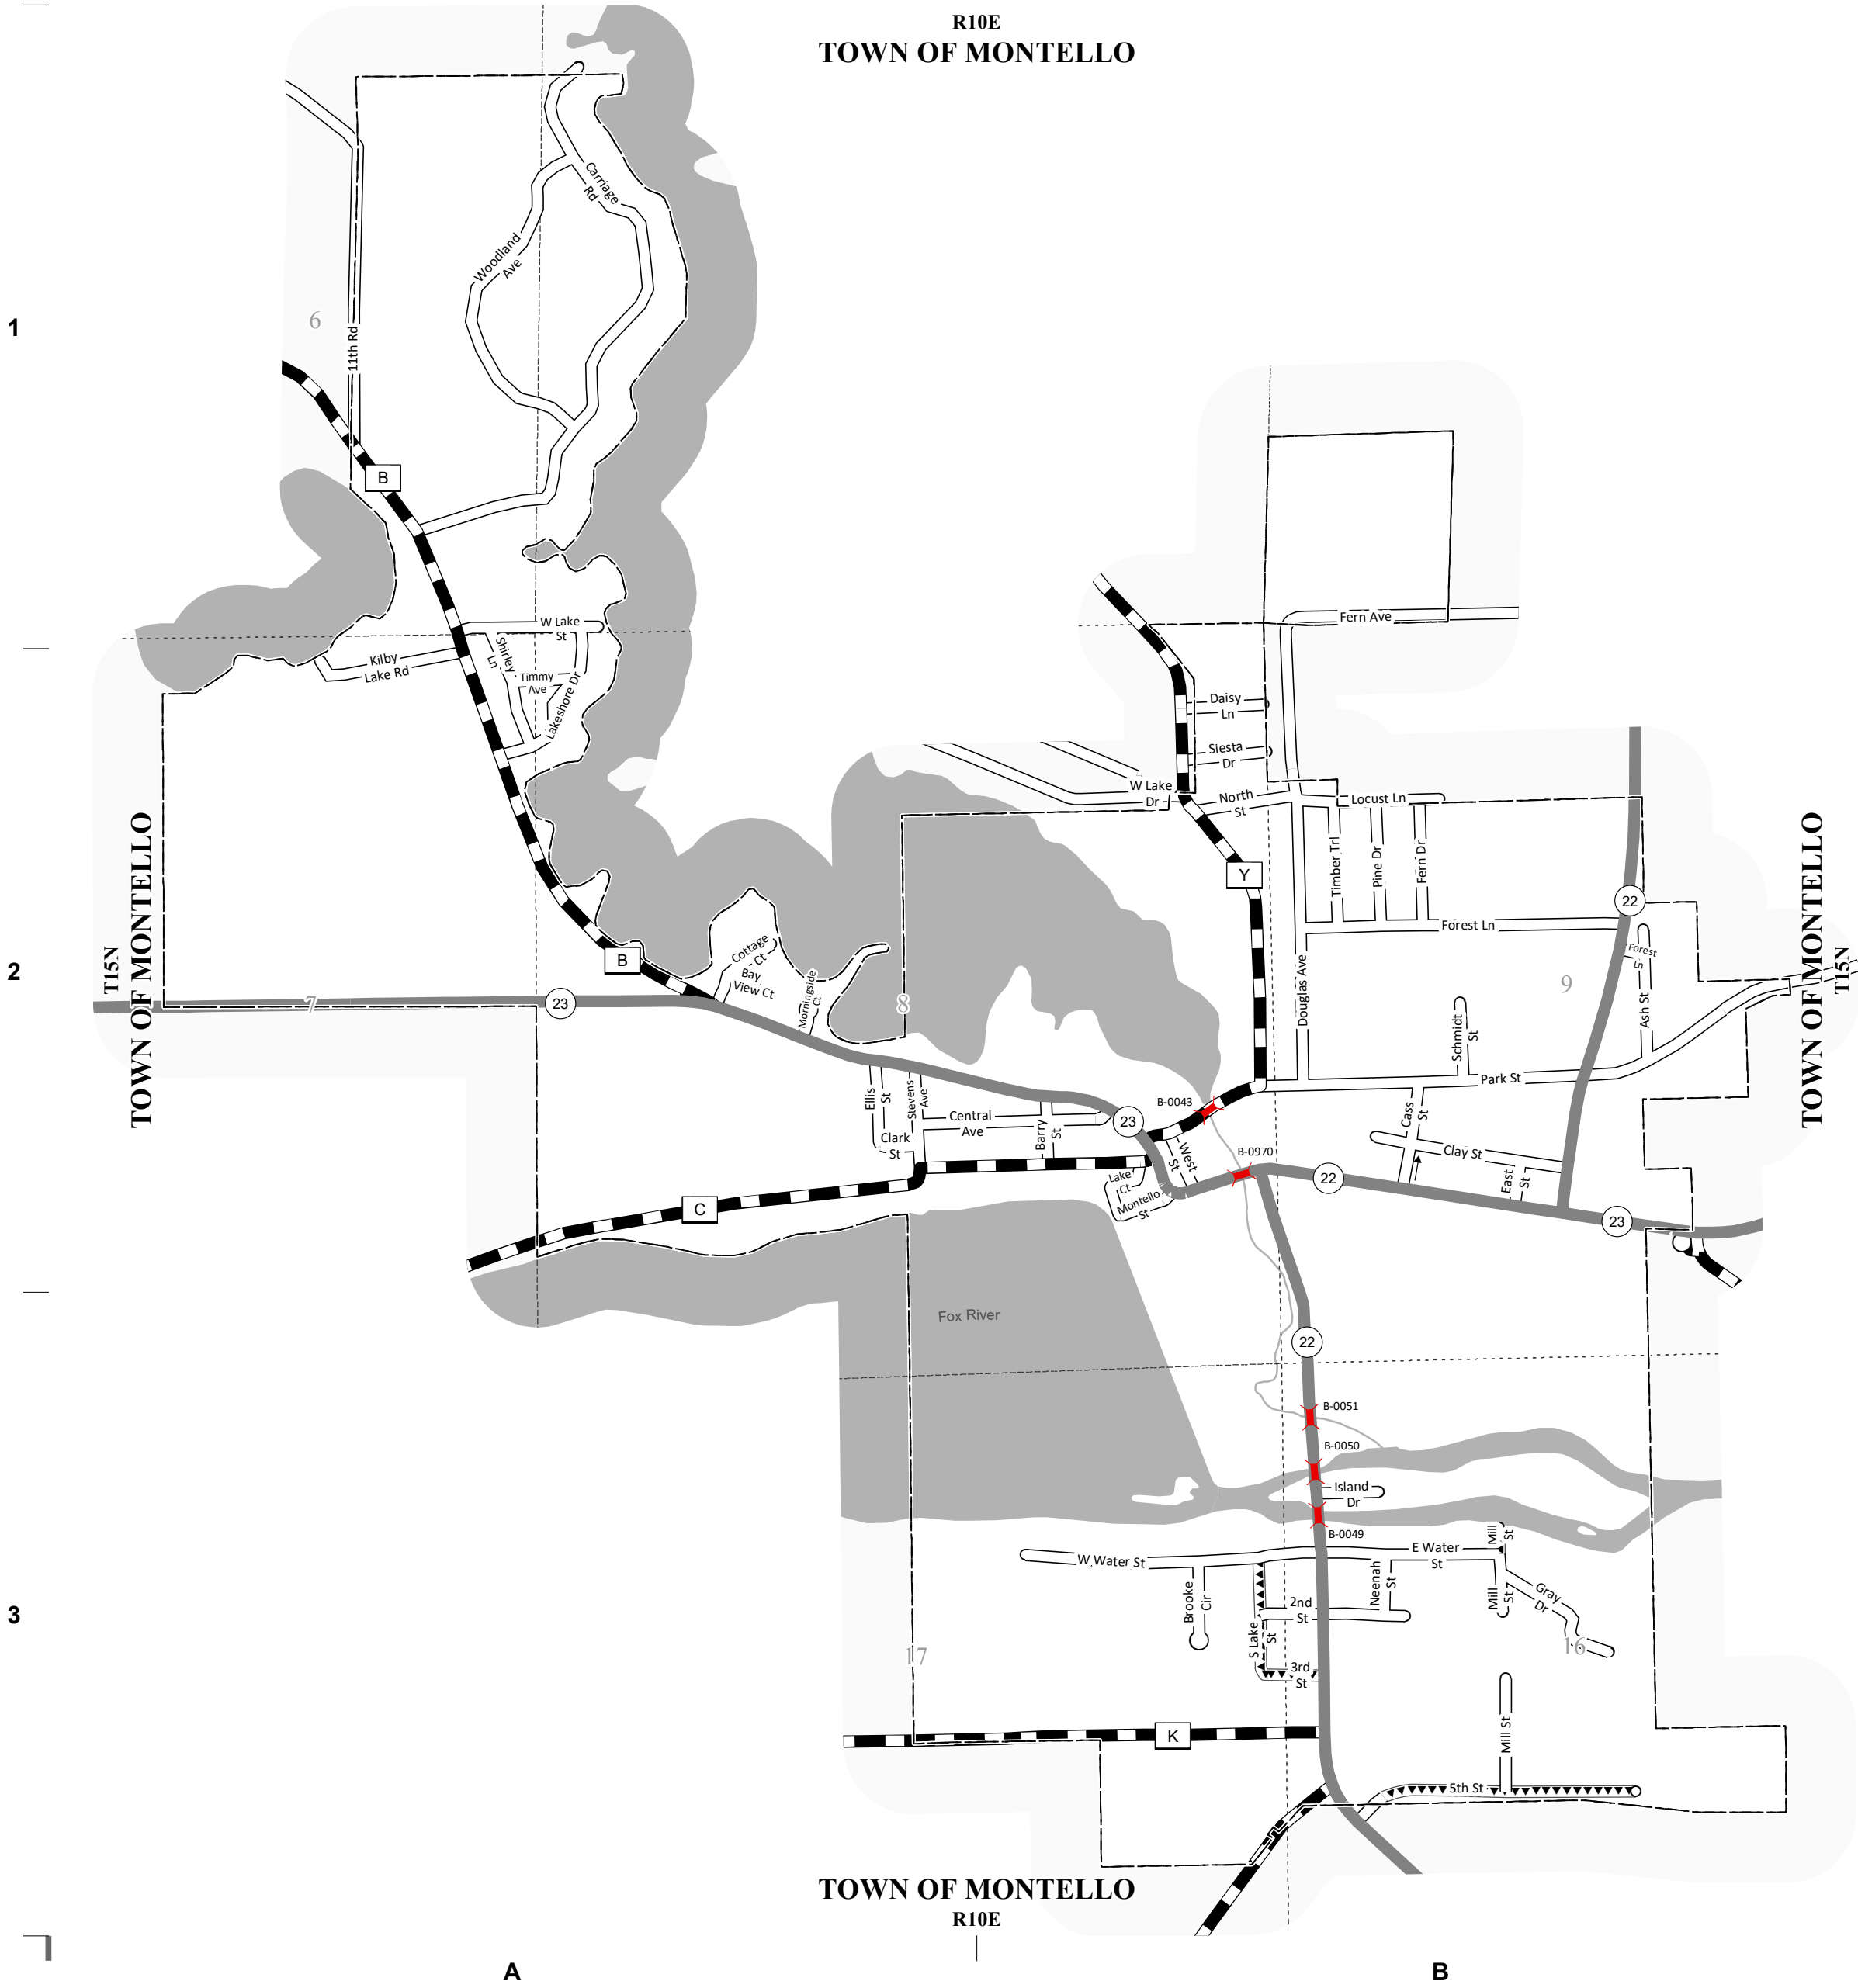 R10E
TOWN OF MONTELLO
Carriage
Rd
Woodland
Ave
6
1
11th Rd
B
Fern Ave
W Lake
St
Shirley
Ln
Kilby
Lake Rd
Timmy
Ave
Lakeshore Dr
Daisy
Ln
Siesta
Dr
W Lake
Dr
North
St
Locust Ln
Timber Trl
Pine Dr
Fern Dr
Y
22
Forest Ln
Forest
Ln
TOWN OF MONTELLO
T15N
TOWN OF MONTELLO
T15N
B
Cottage
Ct
Bay
View Ct
Morningside
Ct
2
7
23
8
9
Douglas Ave
Schmidt
St
Ash St
Park St
Ellis
St
Stevens
Ave
Central
Ave
Clark
St
Barry
St
23
B-0043
West
St
B-0970
Cass
St
Clay St
East
St
22
23
Lake
Ct
Montello
St
C
Fox River
22
B-0051
B-0050
Island
Dr
B-0049
W Water St
E Water
St
Mill
St
Neenah
St
Mill
St
Gray
Dr
Brooke
Cir
2nd
St
S Lake
St
3rd
St
3
17
16
K
Mill St
5th St
TOWN OF MONTELLO
R10E
A
B